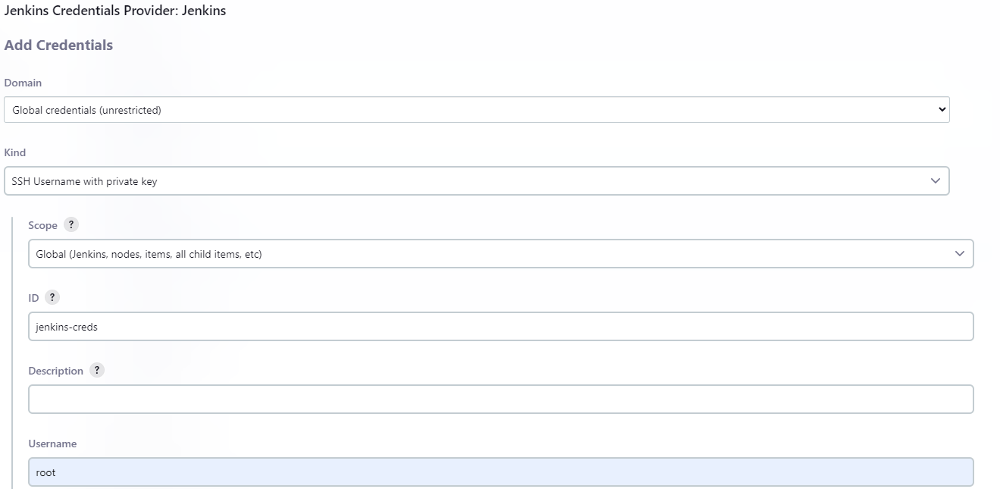 Jenkins Credentials Provider: Jenkins
Add Credentials
Domain
Global credentials (unrestricted)
Kind
SSH Username with private key
Scope ?
Global (Jenkins, nodes, items, all child items, etc)
ID ?
jenkins-creds
Description ?
Username
root